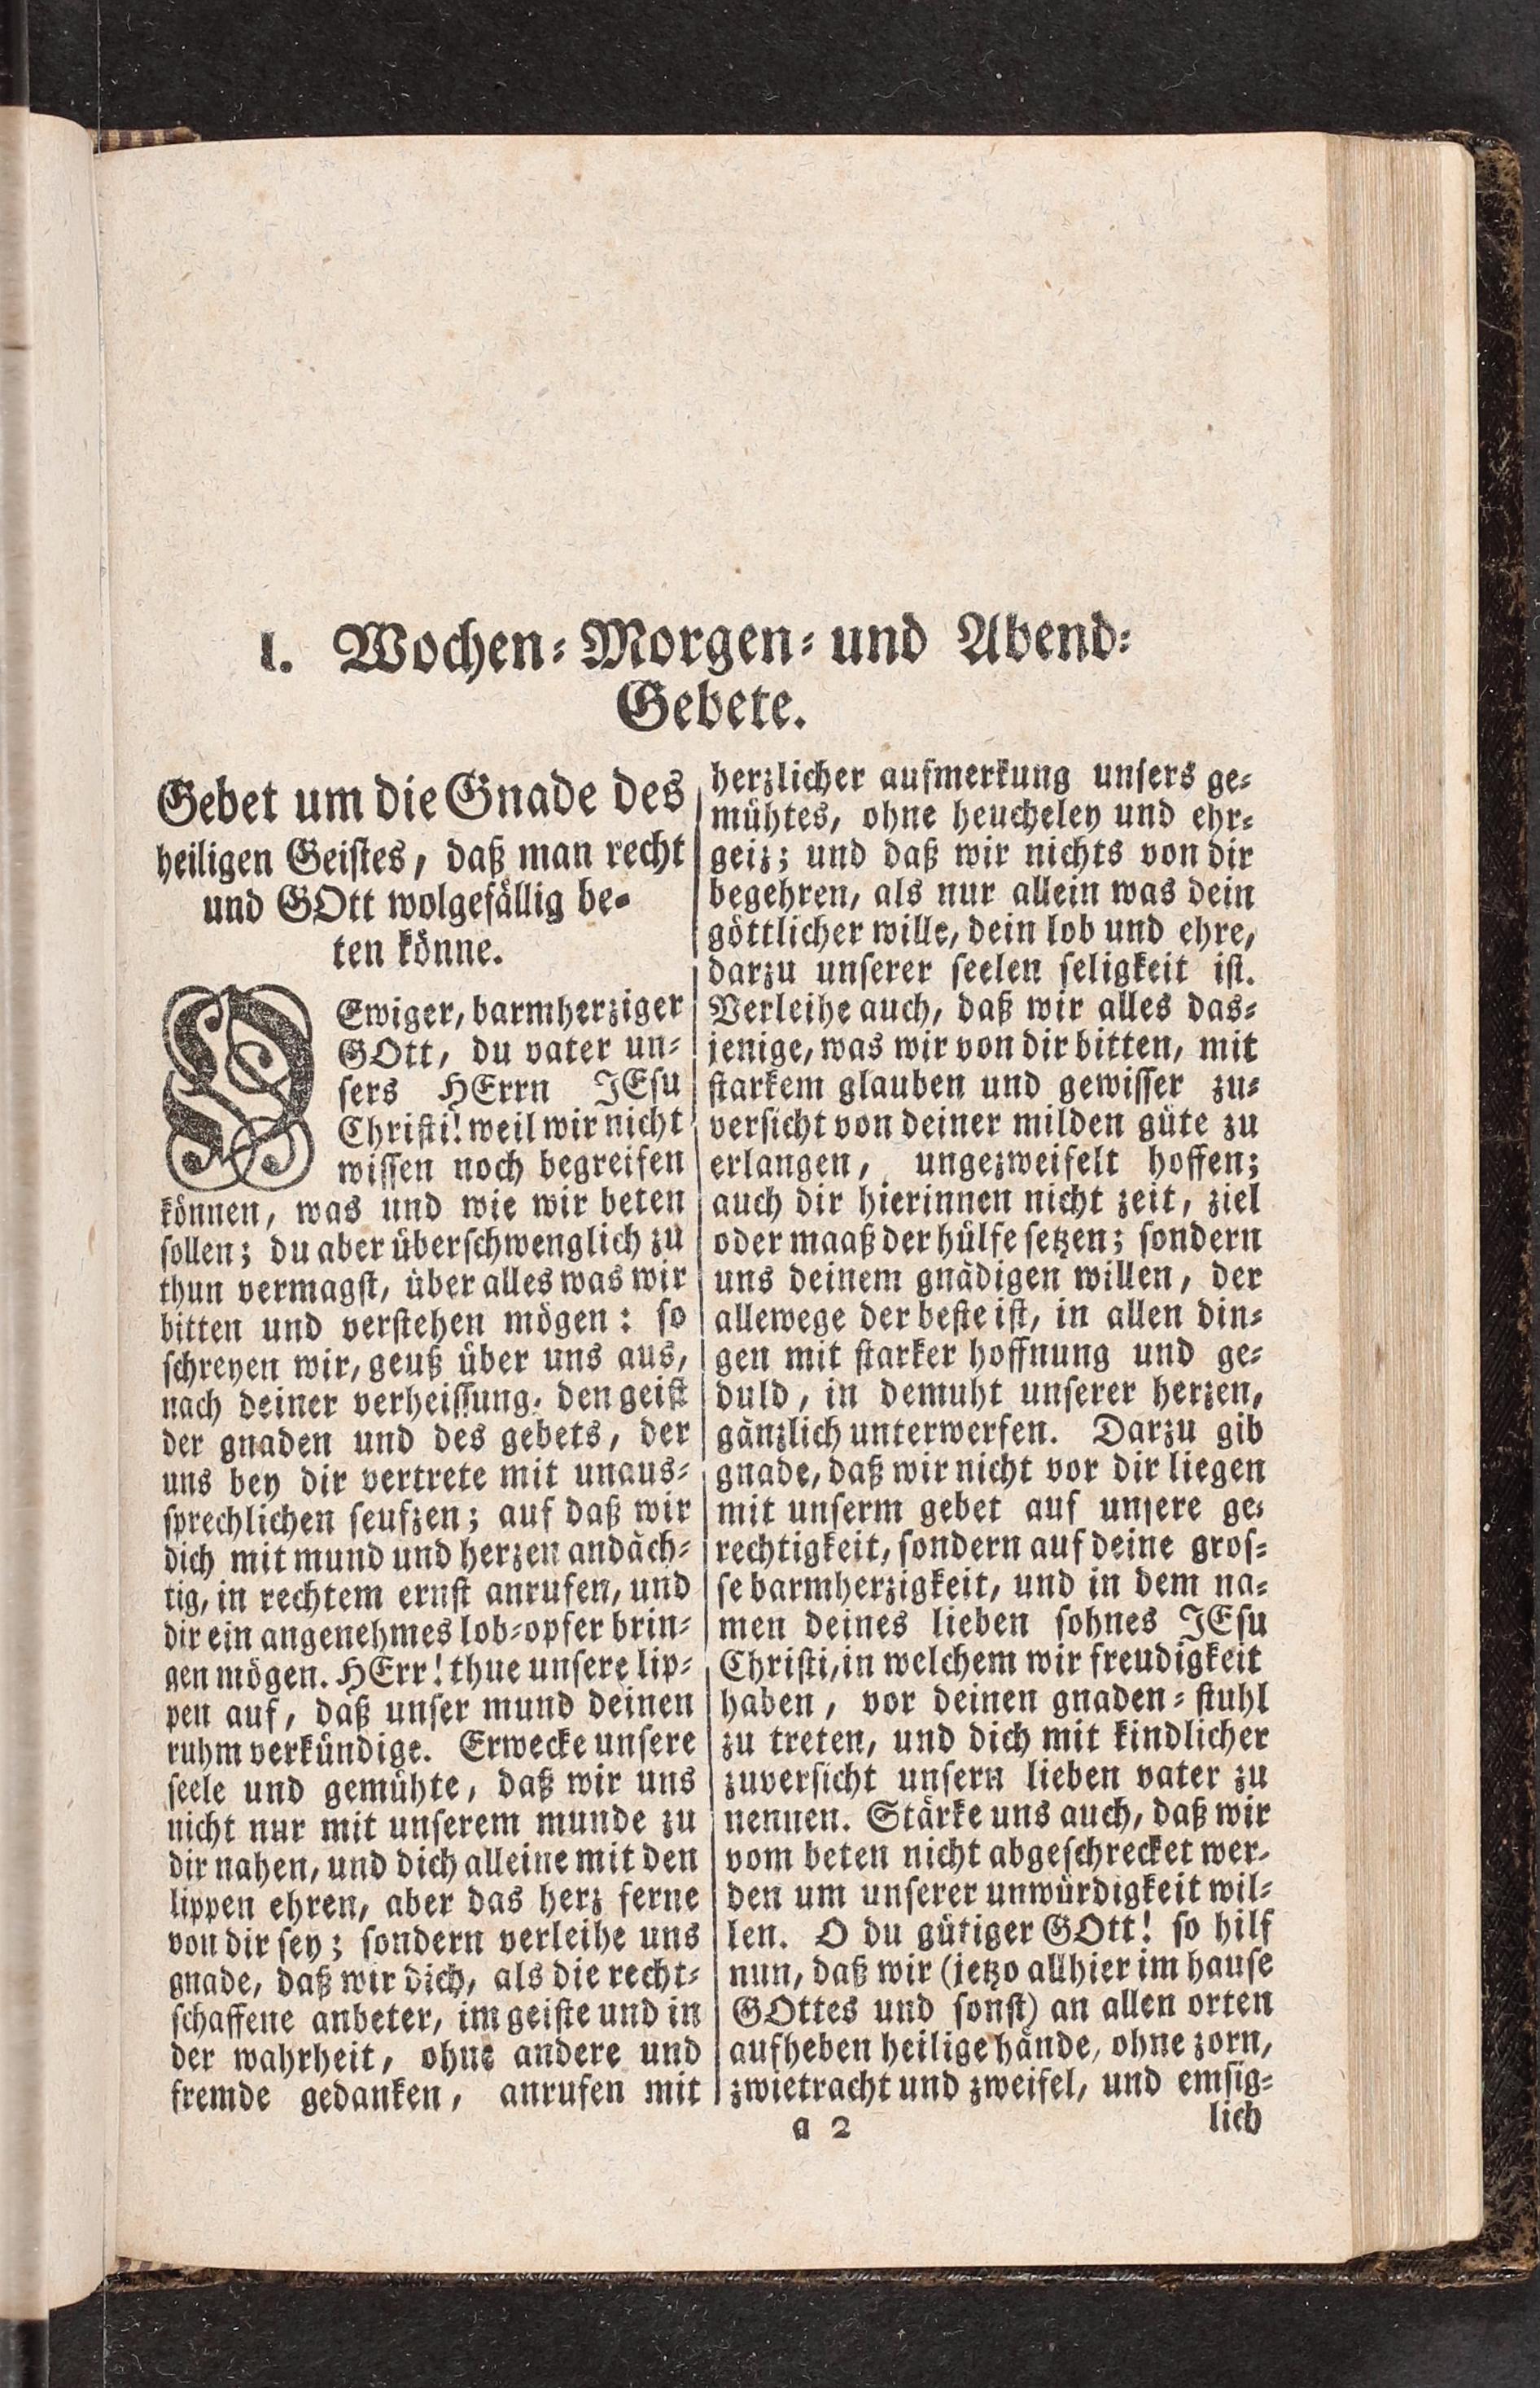 I. Wochen- Morgen- und Abend-
Gebete.
Gebet um die Gnade des
heiligen Geistes, daß man recht
und GOtt wolgefällig be-
ten könne.
O Ewiger, barmherziger
GOtt, du vater un-
sers HErrn JEsu
Christi! weil wir nicht
wissen noch begreifen
können, was und wie wir beten
sollen; du aber überschwenglich zu
thun vermagst, über alles was wir
bitten und verstehen mögen: so
schreyen wir, geuß über uns aus,
nach deiner verheissung, den geist
der gnaden und des gebets, der
uns bey dir vertrete mit unaus-
sprechlichen seufzen; auf daß wir
dich mit mund und herzen andäch-
tig, in rechtem ernst anrufen, und
dir ein angenehmes lob-opfer brin-
gen mögen. HErr! thue unsere lip-
pen auf, daß unser mund deinen
ruhm verkündige. Erwecke unsere
seele und gemühte, daß wir uns
nicht nur mit unserem munde zu
dir nahen, und dich alleine mit den
lippen ehren, aber das herz ferne
von dir sey; sondern verleihe uns
gnade, daß wir dich, als die recht-
schaffene anbeter, im geiste und in
der wahrheit, ohne andere und
fremde gedanken, anrufen mit
herzlicher aufmerkung unsers ge-
mühtes, ohne heucheley und ehr-
geiz; und daß wir nichts von dir
begehren, als nur allein was dein
göttlicher wille, dein lob und ehre,
darzu unserer seelen seligkeit ist.
Verleihe auch, daß wir alles das-
jenige, was wir von dir bitten, mit
starkem glauben und gewisser zu-
versicht von deiner milden güte zu
erlangen, ungezweifelt hoffen;
auch dir hierinnen nicht zeit, ziel
oder maaß der hülfe setzen; sondern
uns deinem gnädigen willen, der
allewege der beste ist, in allen din-
gen mit starker hoffnung und ge-
duld, in demuht unserer herzen,
gänzlich unterwerfen. Darzu gib
gnade, daß wir nicht vor dir liegen
mit unserm gebet auf unsere ge-
rechtigkeit, sondern auf deine gros-
se barmherzigkeit, und in dem na-
men deines lieben sohnes JEsu
Christi, in welchem wir freudigkeit
haben, vor deinen gnaden-stuhl
zu treten, und dich mit kindlicher
zuversicht unsern lieben vater zu
nennen. Stärke uns auch, daß wir
vom beten nicht abgeschrecket wer-
den um unserer unwürdigkeit wil-
len. O du gütiger GOtt! so hilf
nun, daß wir (jetzo allhier im hause
GOttes und sonst) an allen orten
aufheben heilige hände, ohne zorn,
zwietracht und zweifel, und emsig-
a 2
lich